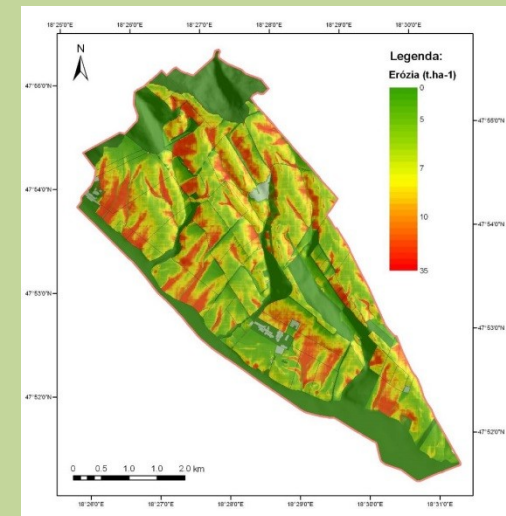 18°25'0"E 18°27'0"E 18°28'0"E 18°29'0"E 18°30'0"E
N
Legenda:
Erózia (t.ha-1)
0
5
7
10
35
47°55'0"N
47°54'0"N
47°53'0"N
47°52'0"N
47°55'0"N
47°54'0"N
47°53'0"N
47°52'0"N
0 0.5 1.0 1.0 2.0 km
18°26'0"E 18°27'0"E 18°28'0"E 18°29'0"E 18°30'0"E 18°31'0"E